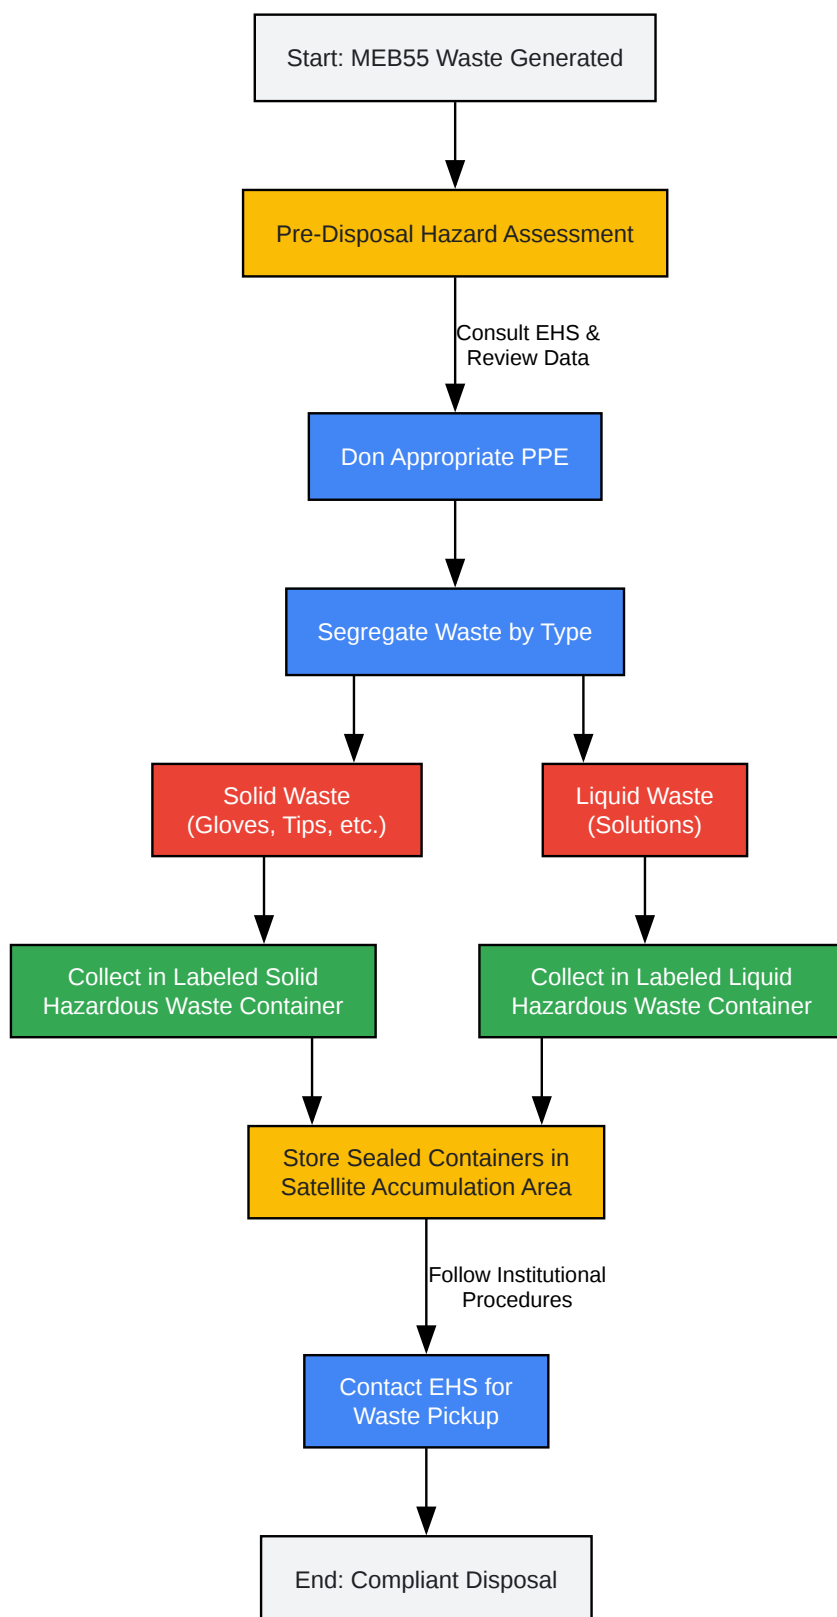 Start: MEB55 Waste Generated
Pre-Disposal Hazard Assessment
Consult EHS &
Review Data
Don Appropriate PPE
Segregate Waste by Type
Solid Waste
(Gloves, Tips, etc.)
Liquid Waste
(Solutions)
Collect in Labeled Solid
Hazardous Waste Container
Collect in Labeled Liquid
Hazardous Waste Container
Store Sealed Containers in
Satellite Accumulation Area
Follow Institutional
Procedures
Contact EHS for
Waste Pickup
End: Compliant Disposal